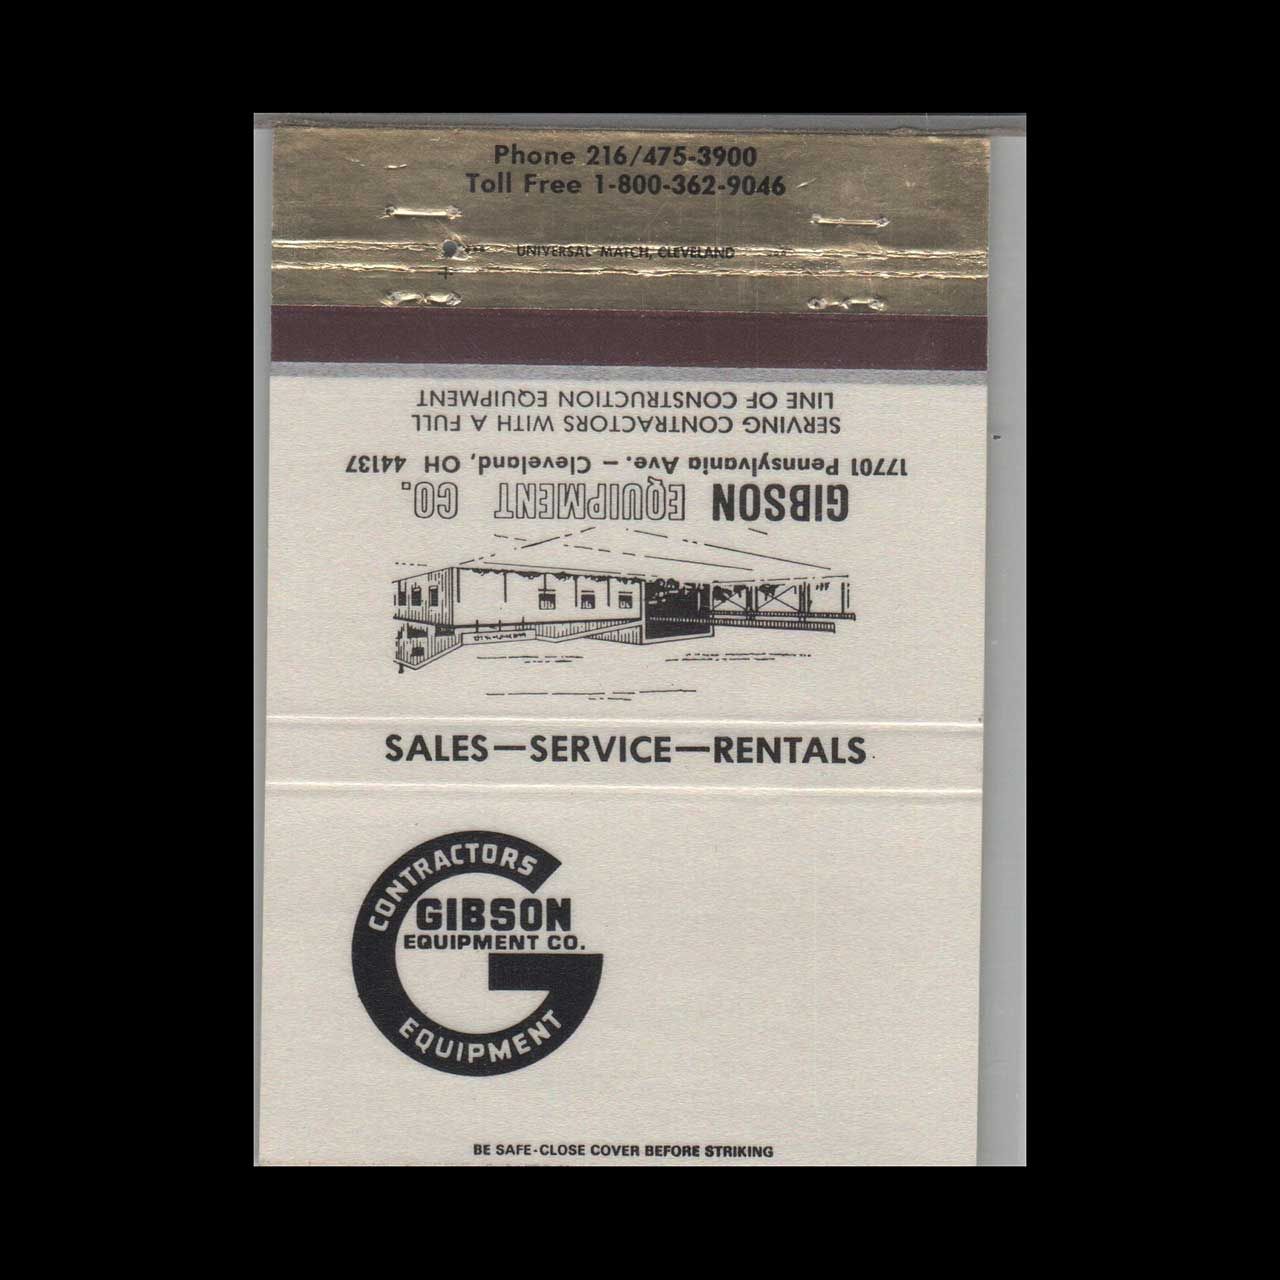 Phone 216/475-3900
Toll Free 1-800-362-9046
UNIVERSAL MATCH, CLEVELAND
GIBSON EQUIPMENT CO.
17701 Pennsylvania Ave. – Cleveland, OH 44137
SERVING CONTRACTORS WITH A FULL
LINE OF CONSTRUCTION EQUIPMENT
SALES—SERVICE—RENTALS
CONTRACTORS
GIBSON
EQUIPMENT CO.
EQUIPMENT
BE SAFE-CLOSE COVER BEFORE STRIKING